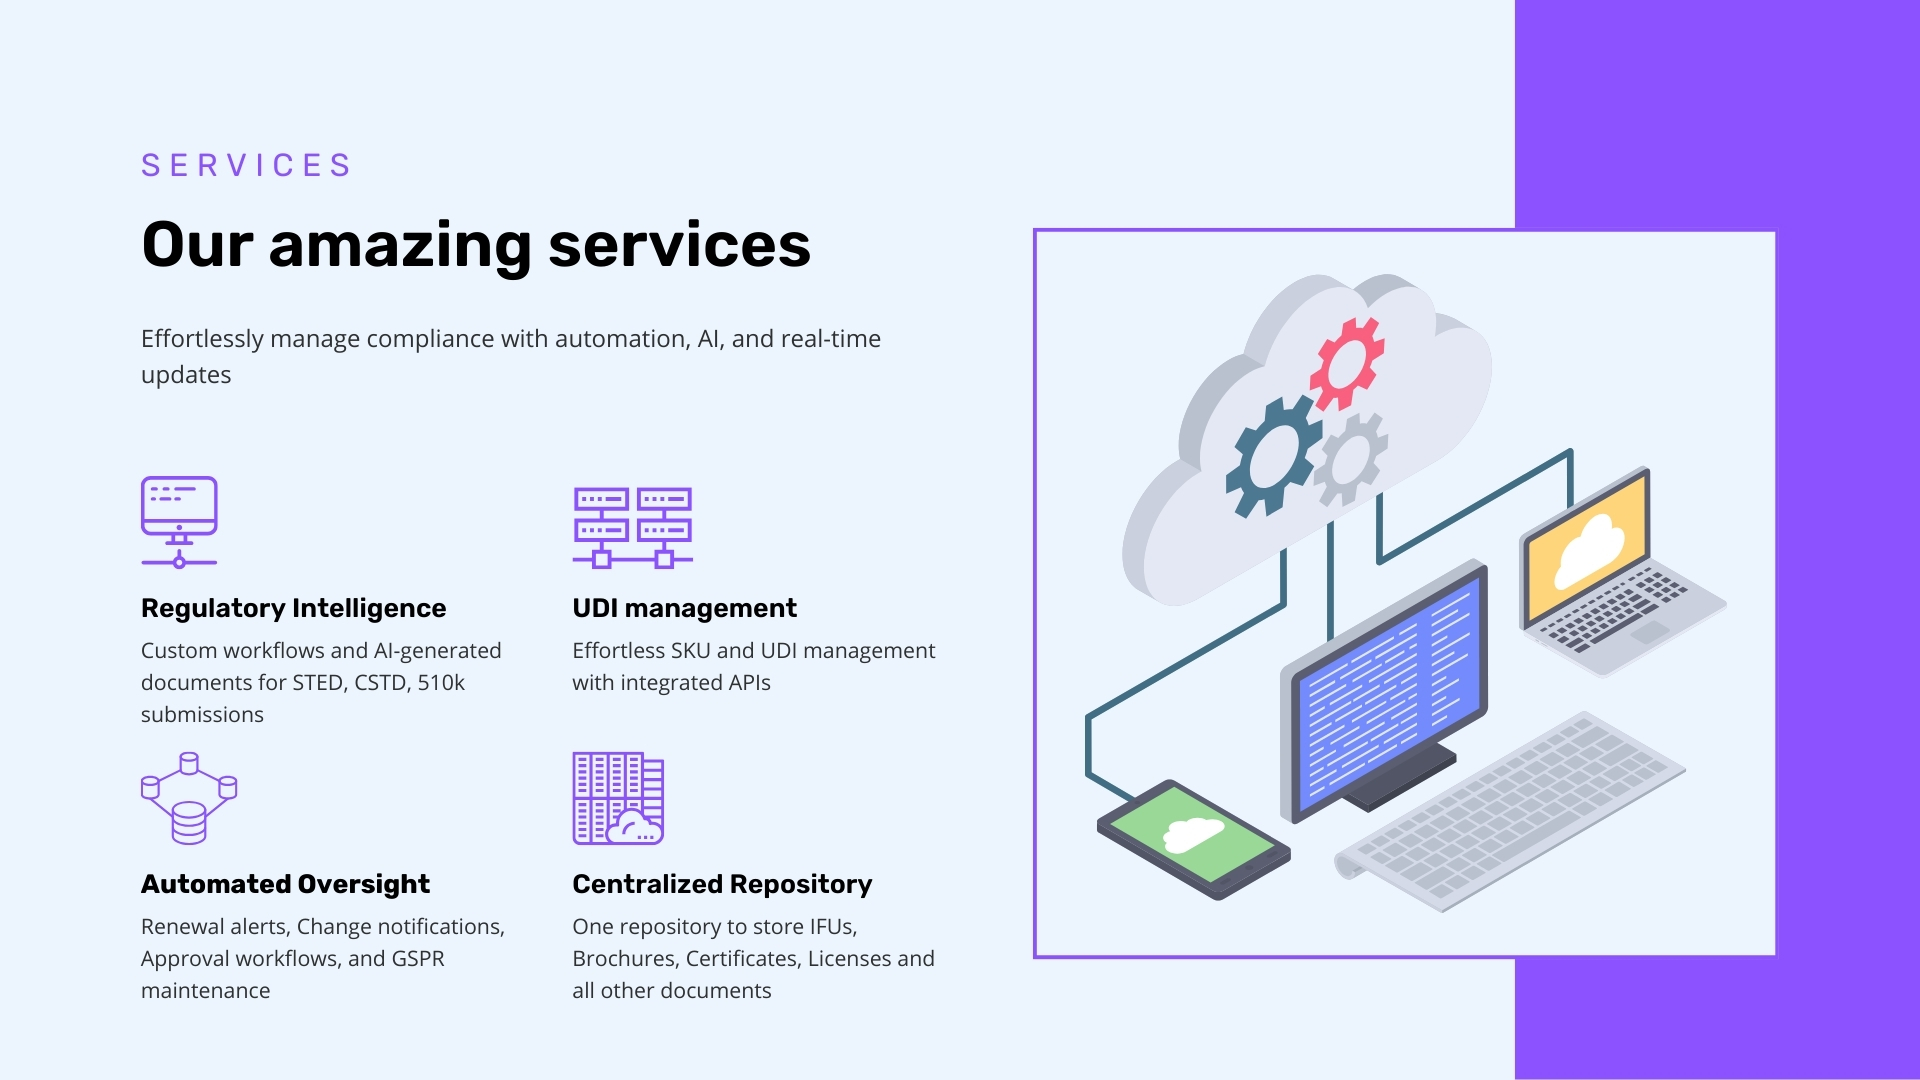 SERVICES
Our amazing services
Effortlessly manage compliance with automation, AI, and real-time
updates
Regulatory Intelligence
Custom workflows and AI-generated
documents for STED, CSTD, 510k
submissions
UDI management
Effortless SKU and UDI management
with integrated APIs
Automated Oversight
Renewal alerts, Change notifications,
Approval workflows, and GSPR
maintenance
Centralized Repository
One repository to store IFUs,
Brochures, Certificates, Licenses and
all other documents